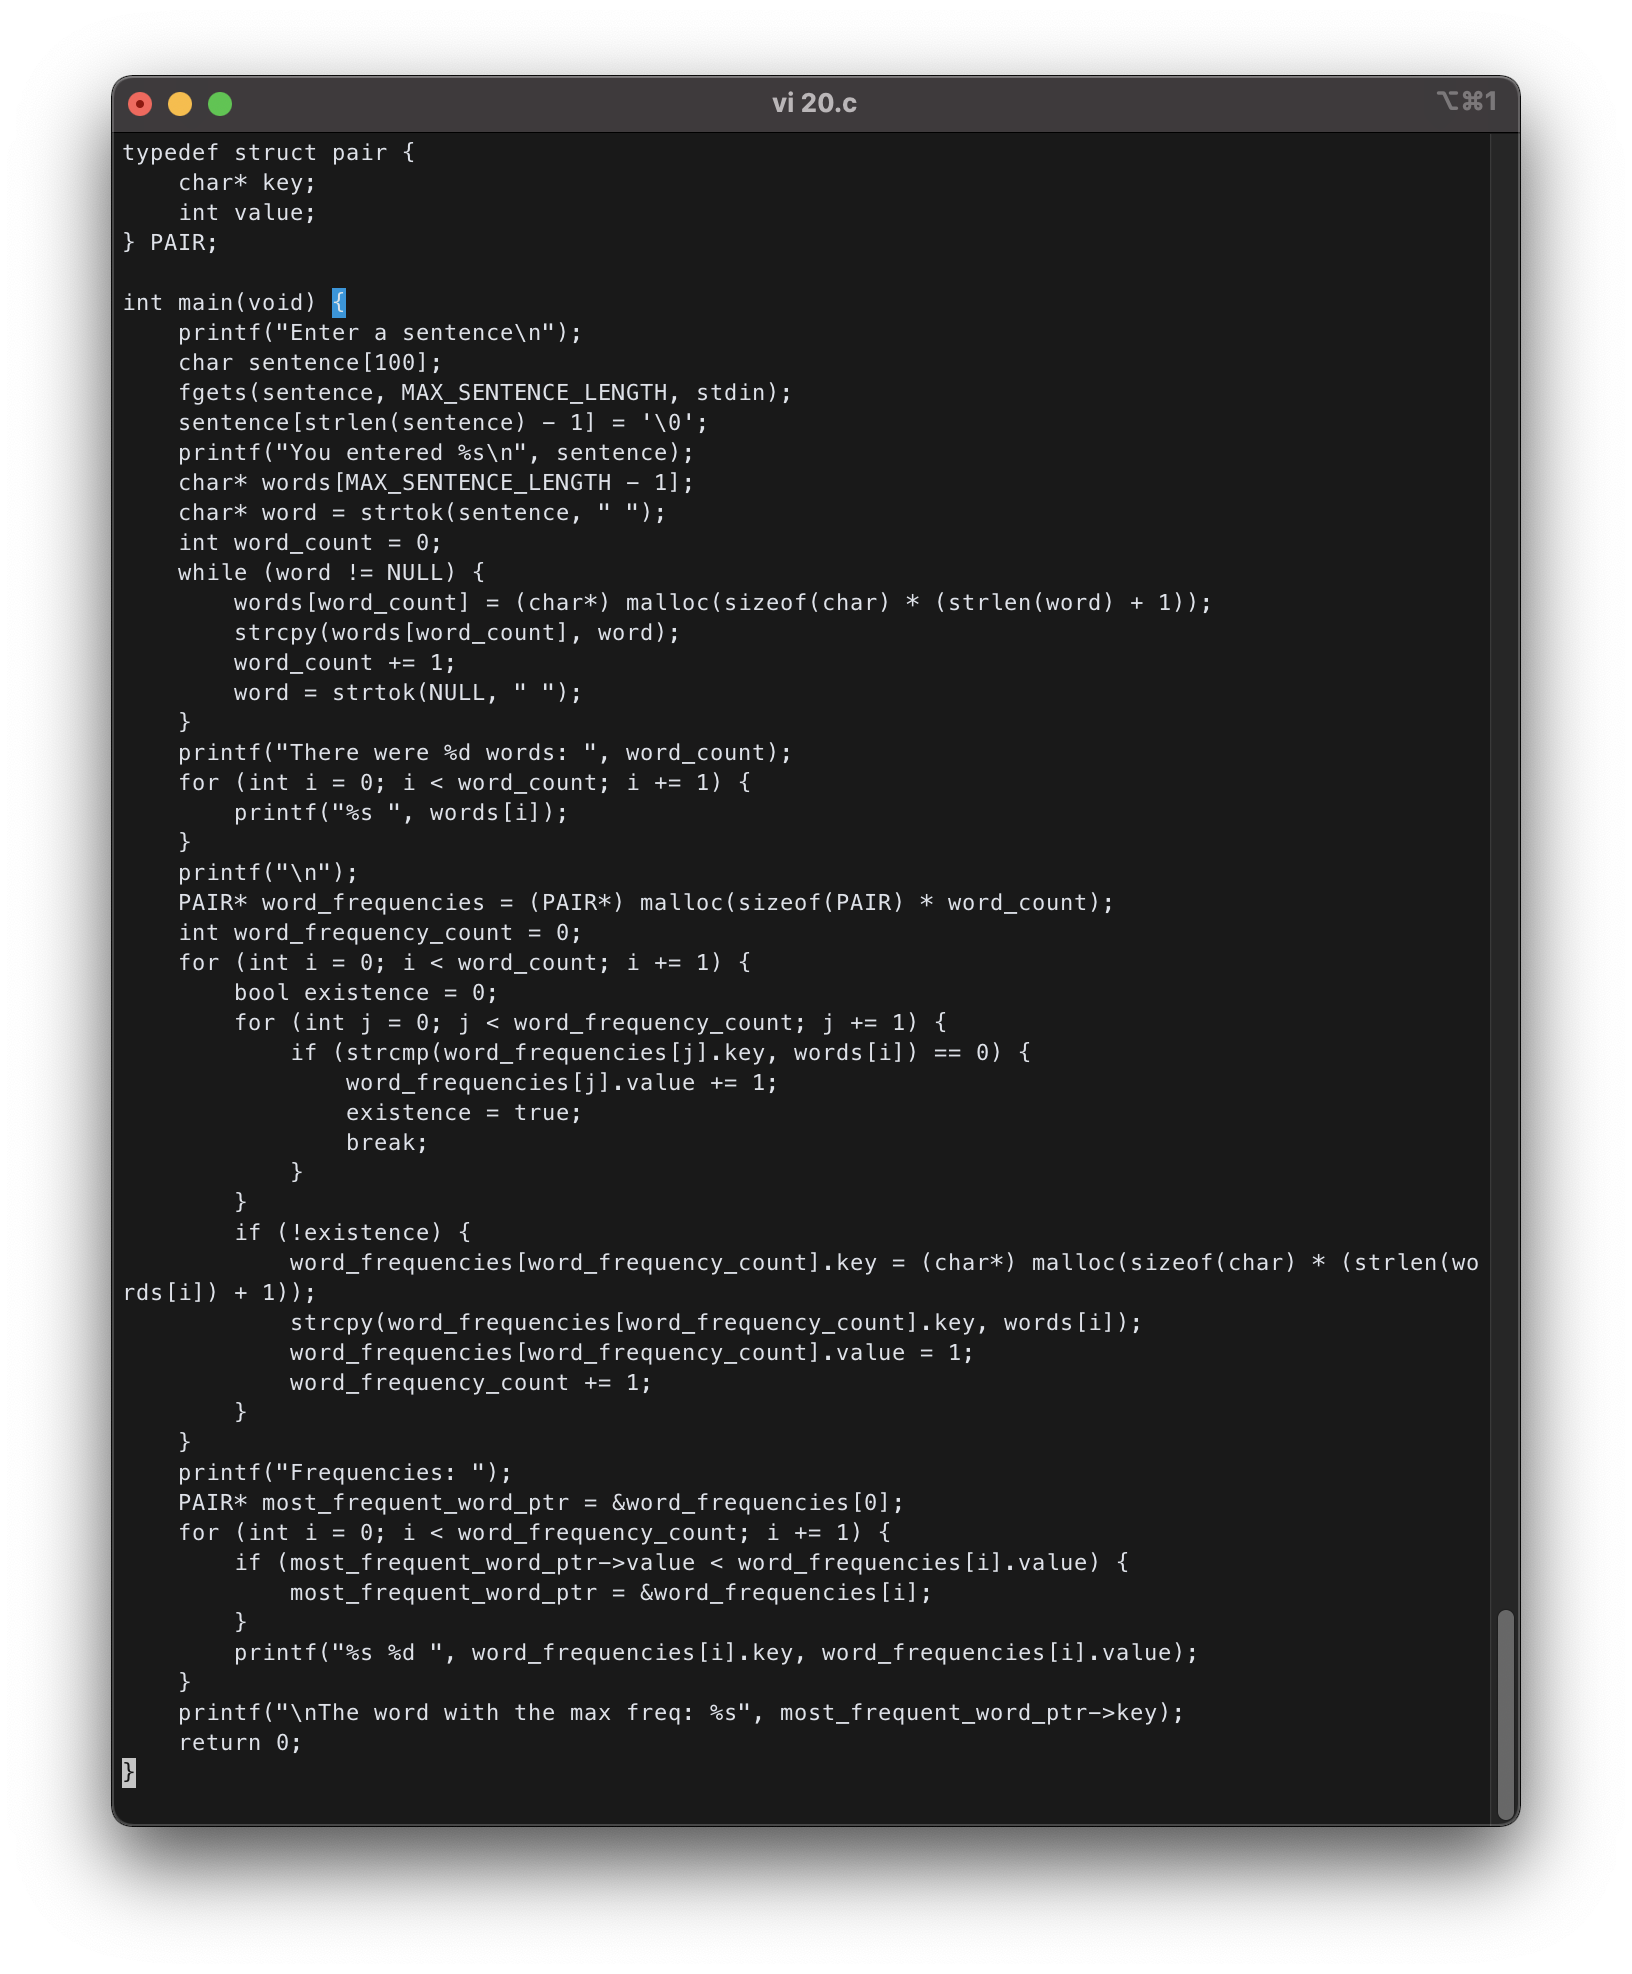 vi 20.c
⌥⌘1
typedef struct pair {
    char* key;
    int value;
} PAIR;

int main(void) {
    printf("Enter a sentence\n");
    char sentence[100];
    fgets(sentence, MAX_SENTENCE_LENGTH, stdin);
    sentence[strlen(sentence) - 1] = '\0';
    printf("You entered %s\n", sentence);
    char* words[MAX_SENTENCE_LENGTH - 1];
    char* word = strtok(sentence, " ");
    int word_count = 0;
    while (word != NULL) {
        words[word_count] = (char*) malloc(sizeof(char) * (strlen(word) + 1));
        strcpy(words[word_count], word);
        word_count += 1;
        word = strtok(NULL, " ");
    }
    printf("There were %d words: ", word_count);
    for (int i = 0; i < word_count; i += 1) {
        printf("%s ", words[i]);
    }
    printf("\n");
    PAIR* word_frequencies = (PAIR*) malloc(sizeof(PAIR) * word_count);
    int word_frequency_count = 0;
    for (int i = 0; i < word_count; i += 1) {
        bool existence = 0;
        for (int j = 0; j < word_frequency_count; j += 1) {
            if (strcmp(word_frequencies[j].key, words[i]) == 0) {
                word_frequencies[j].value += 1;
                existence = true;
                break;
            }
        }
        if (!existence) {
            word_frequencies[word_frequency_count].key = (char*) malloc(sizeof(char) * (strlen(wo
rds[i]) + 1));
            strcpy(word_frequencies[word_frequency_count].key, words[i]);
            word_frequencies[word_frequency_count].value = 1;
            word_frequency_count += 1;
        }
    }
    printf("Frequencies: ");
    PAIR* most_frequent_word_ptr = &word_frequencies[0];
    for (int i = 0; i < word_frequency_count; i += 1) {
        if (most_frequent_word_ptr->value < word_frequencies[i].value) {
            most_frequent_word_ptr = &word_frequencies[i];
        }
        printf("%s %d ", word_frequencies[i].key, word_frequencies[i].value);
    }
    printf("\nThe word with the max freq: %s", most_frequent_word_ptr->key);
    return 0;
}